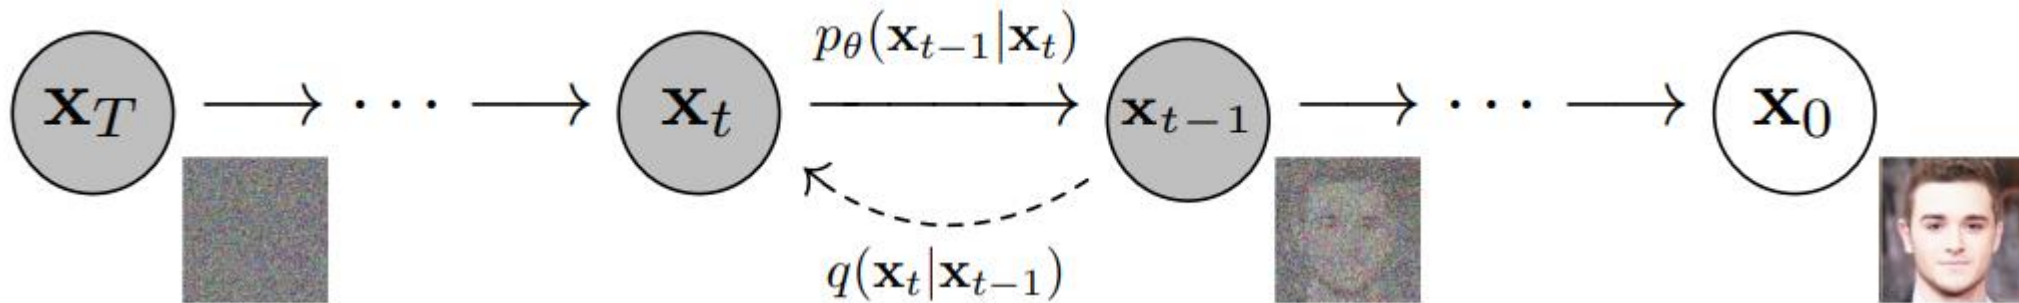 p_θ(x_{t−1}|x_t)
x_T ⟶ ··· ⟶ x_t ⟶ x_{t−1} ⟶ ··· ⟶ x_0
q(x_t|x_{t−1})